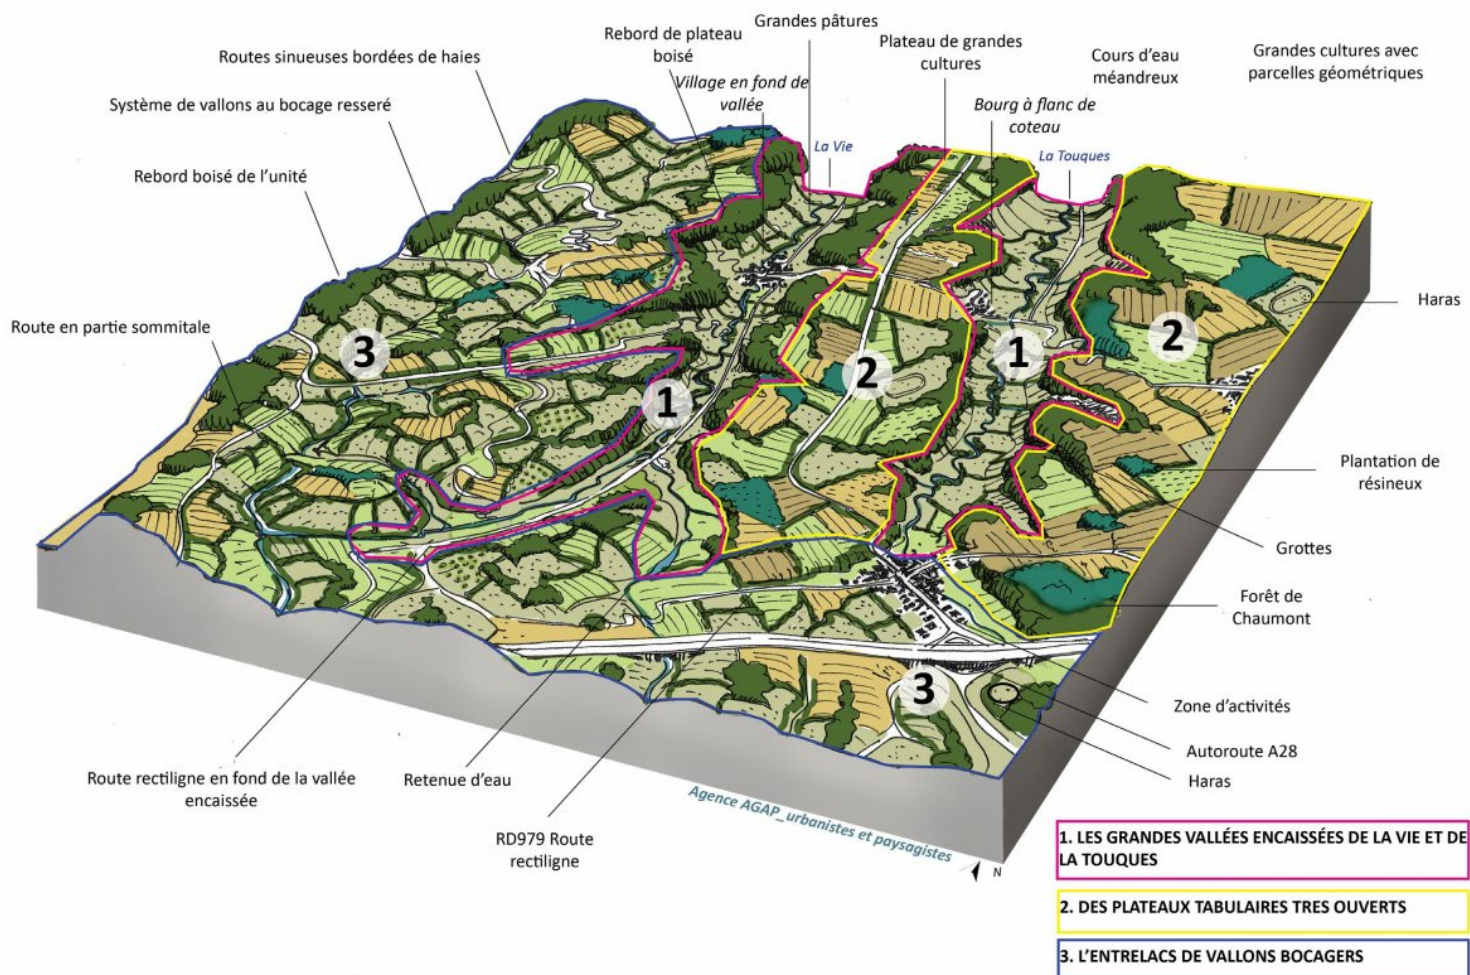 Grandes pâtures
Rebord de plateau
boisé
Plateau de grandes
cultures
Cours d'eau
méandreux
Grandes cultures avec
parcelles géométriques
Routes sinueuses bordées de haies
Village en fond de
vallée
Système de vallons au bocage resseré
Bourg à flanc de
coteau
La Vie
La Touques
Rebord boisé de l'unité
Haras
Route en partie sommitale
3
2
1
2
1
Plantation de
résineux
Grottes
Forêt de
Chaumont
3
Zone d'activités
Autoroute A28
Haras
Route rectiligne en fond de la vallée
encaissée
Retenue d'eau
RD979 Route
rectiligne
Agence AGAP_urbanistes et paysagistes
N
1. LES GRANDES VALLÉES ENCAISSÉES DE LA VIE ET DE
LA TOUQUES
2. DES PLATEAUX TABULAIRES TRES OUVERTS
3. L'ENTRELACS DE VALLONS BOCAGERS